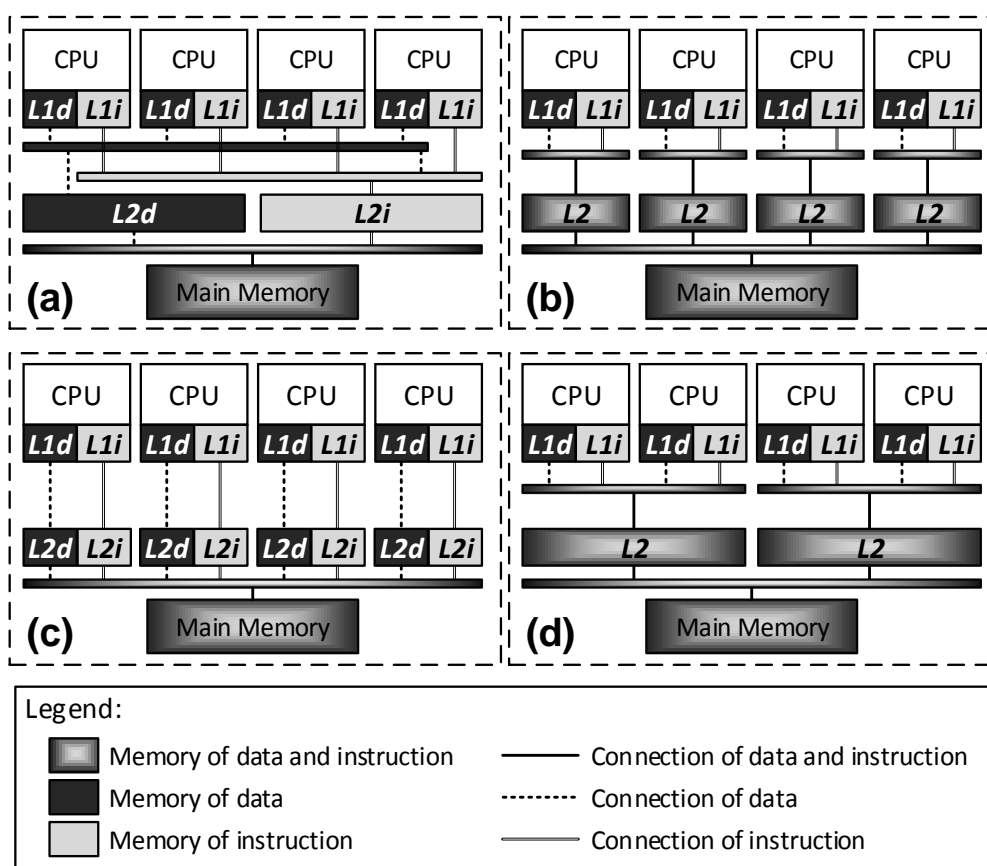 CPU CPU CPU CPU
L1d L1i L1d L1i L1d L1i L1d L1i
L2d L2i
(a) Main Memory
CPU CPU CPU CPU
L1d L1i L1d L1i L1d L1i L1d L1i
L2 L2 L2 L2
(b) Main Memory
CPU CPU CPU CPU
L1d L1i L1d L1i L1d L1i L1d L1i
L2d L2i L2d L2i L2d L2i L2d L2i
(c) Main Memory
CPU CPU CPU CPU
L1d L1i L1d L1i L1d L1i L1d L1i
L2 L2
(d) Main Memory
Legend:
Memory of data and instruction Connection of data and instruction
Memory of data Connection of data
Memory of instruction Connection of instruction